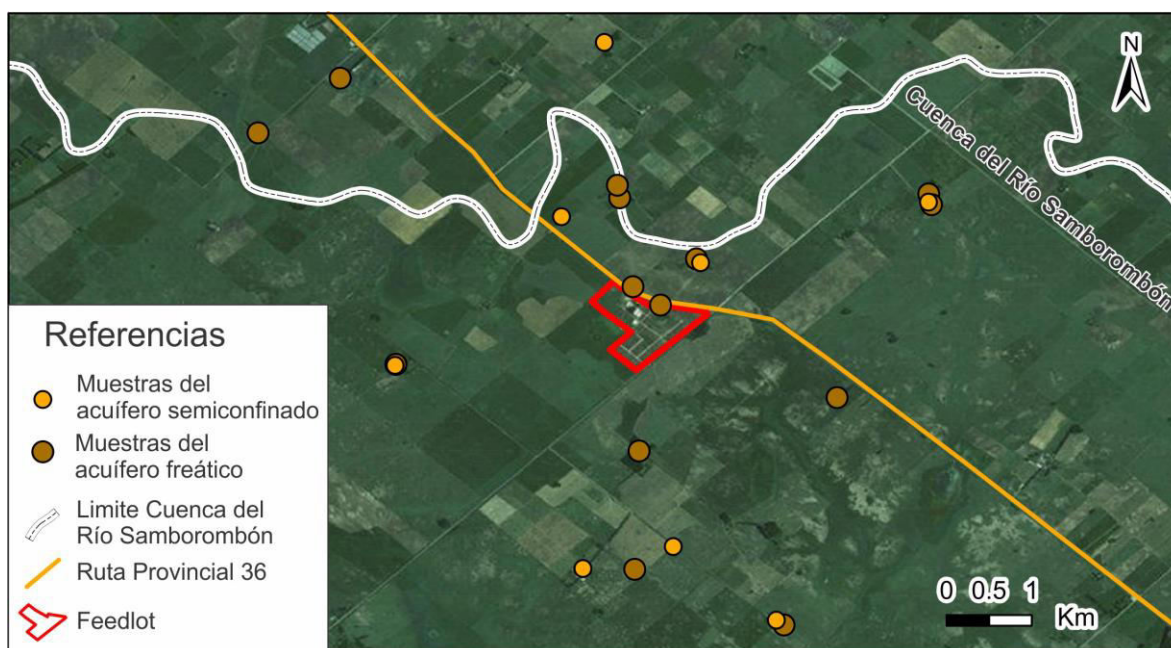 N
Cuenca del Río Samborombón
Referencias
Muestras del
acuífero semiconfinado
Muestras del
acuífero freático
Limite Cuenca del
Río Samborombón
Ruta Provincial 36
Feedlot
0 0.5 1
Km